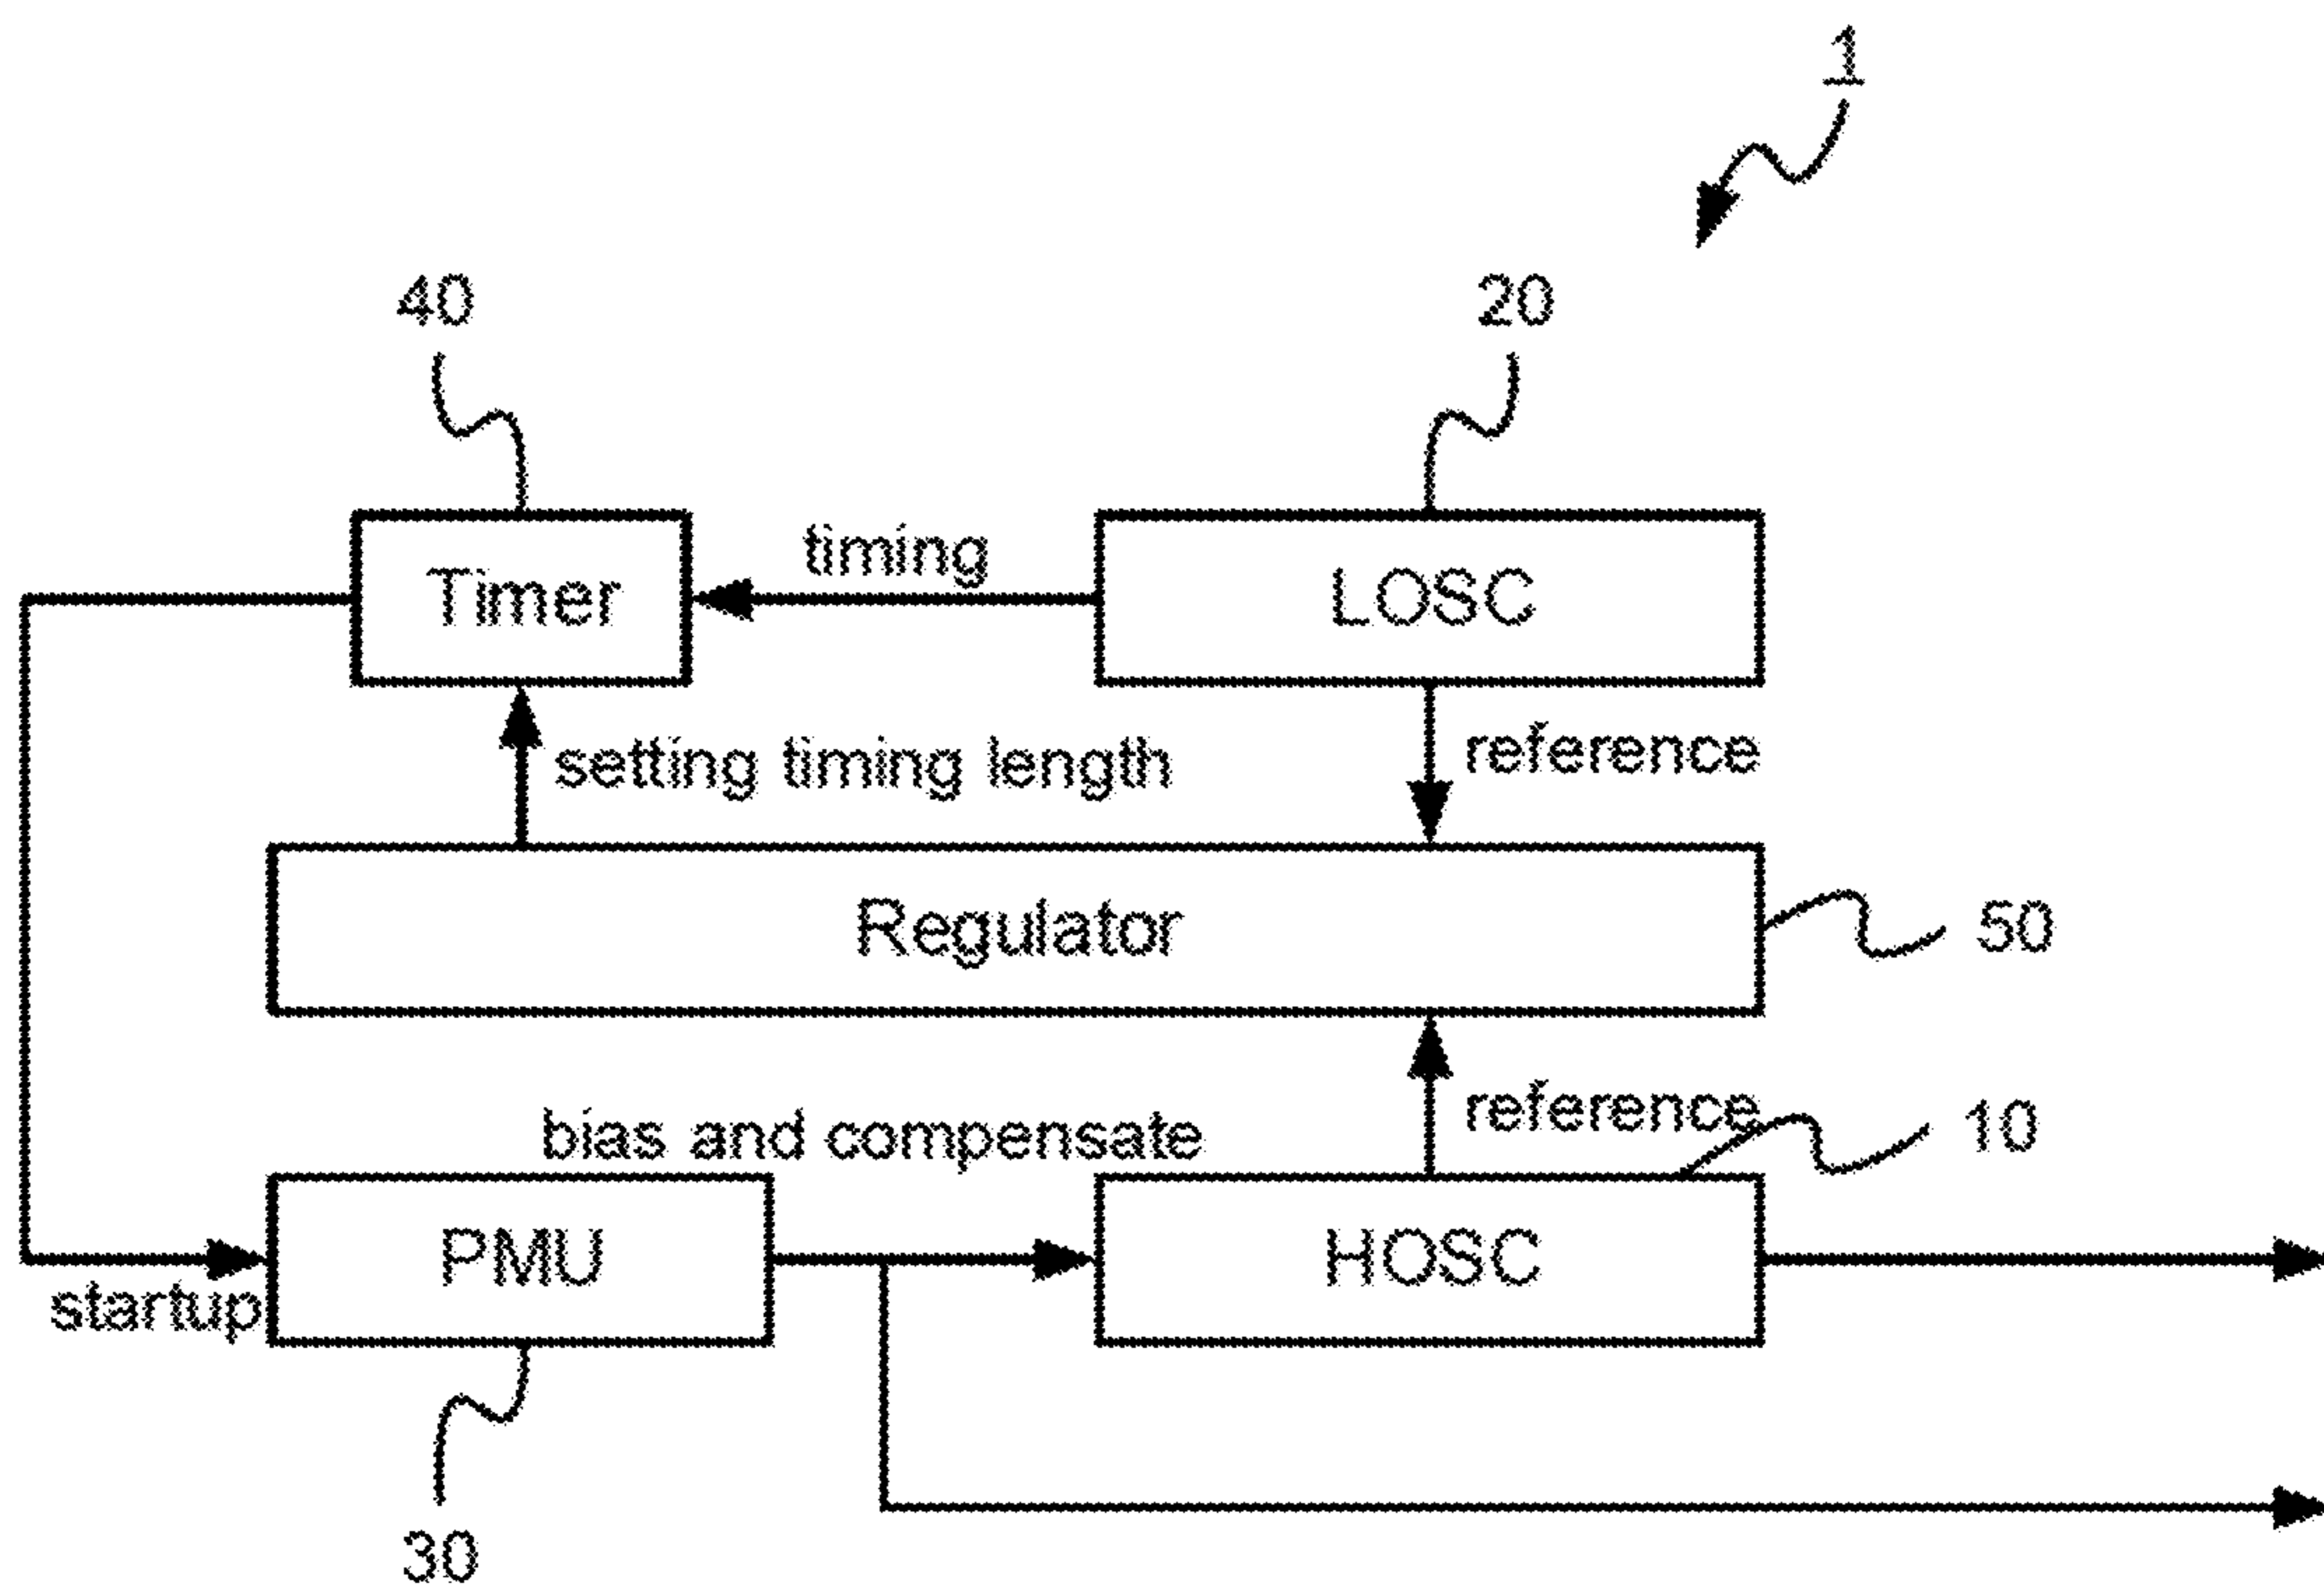 1
40
20
timing
Timer
LOSC
setting timing length
reference
Regulator
50
reference
10
bias and compensate
PMU
HOSC
startup
30